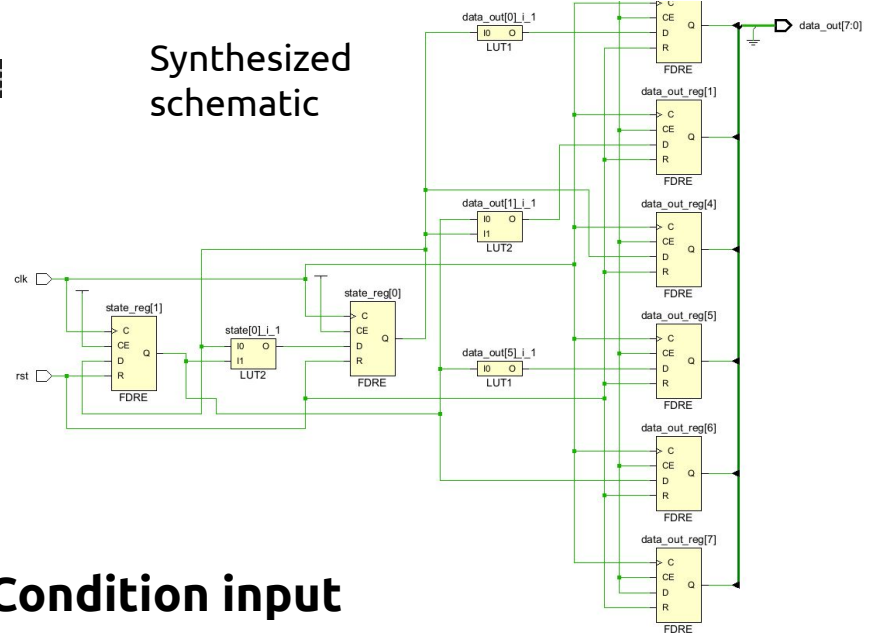 Synthesized
schematic
data_out[0]_i_1
I0 O
LUT1
C
CE
D
R
Q
FDRE
data_out[7:0]
data_out_reg[1]
C
CE
D
R
Q
FDRE
data_out[1]_i_1
I0 O
I1
LUT2
data_out_reg[4]
C
CE
D
R
Q
FDRE
clk
rst
state_reg[1]
C
CE
D
R
Q
FDRE
state[0]_i_1
I0 O
I1
LUT2
state_reg[0]
C
CE
D
R
Q
FDRE
data_out[5]_i_1
I0 O
LUT1
data_out_reg[5]
C
CE
D
R
Q
FDRE
data_out_reg[6]
C
CE
D
R
Q
FDRE
data_out_reg[7]
C
CE
D
R
Q
FDRE
Condition input